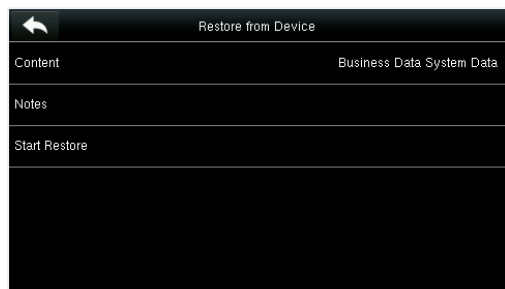 Restore from Device
Content Business Data System Data
Notes
Start Restore